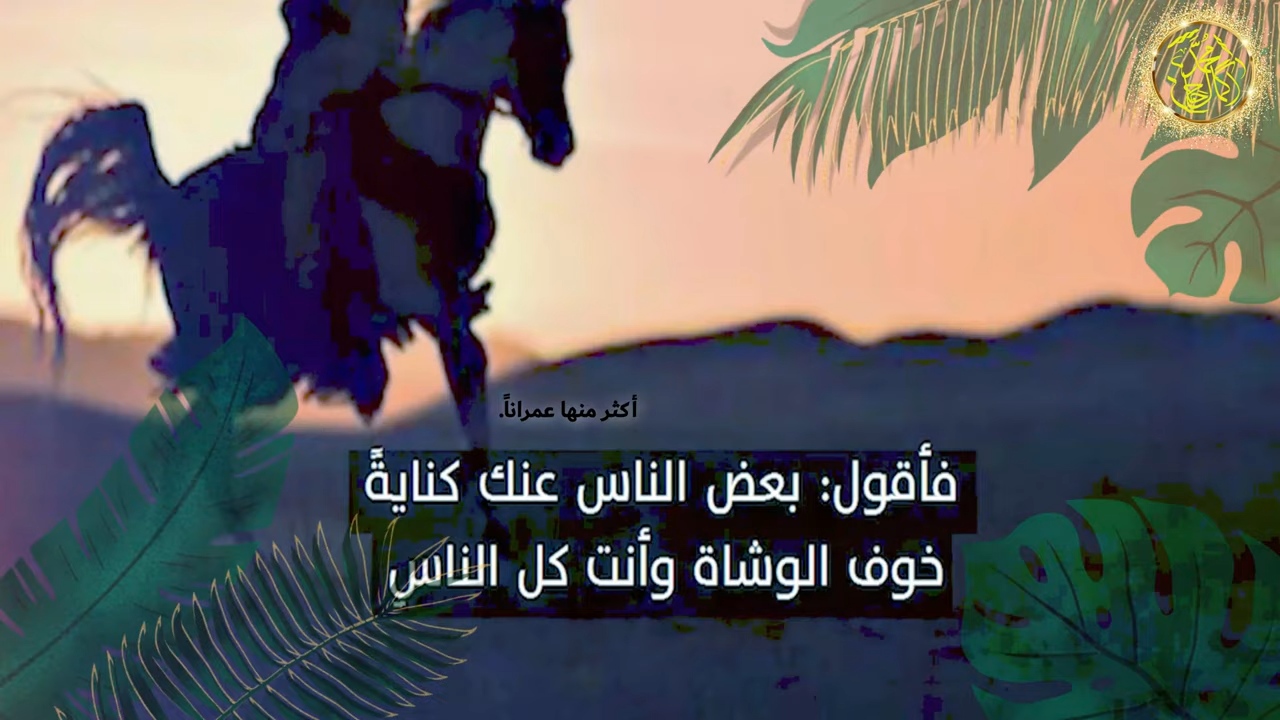 أكثر منها عمراناً.
فأقول: بعض الناس عنك كنايةً
خوف الوشاة وأنت كل الناسِ